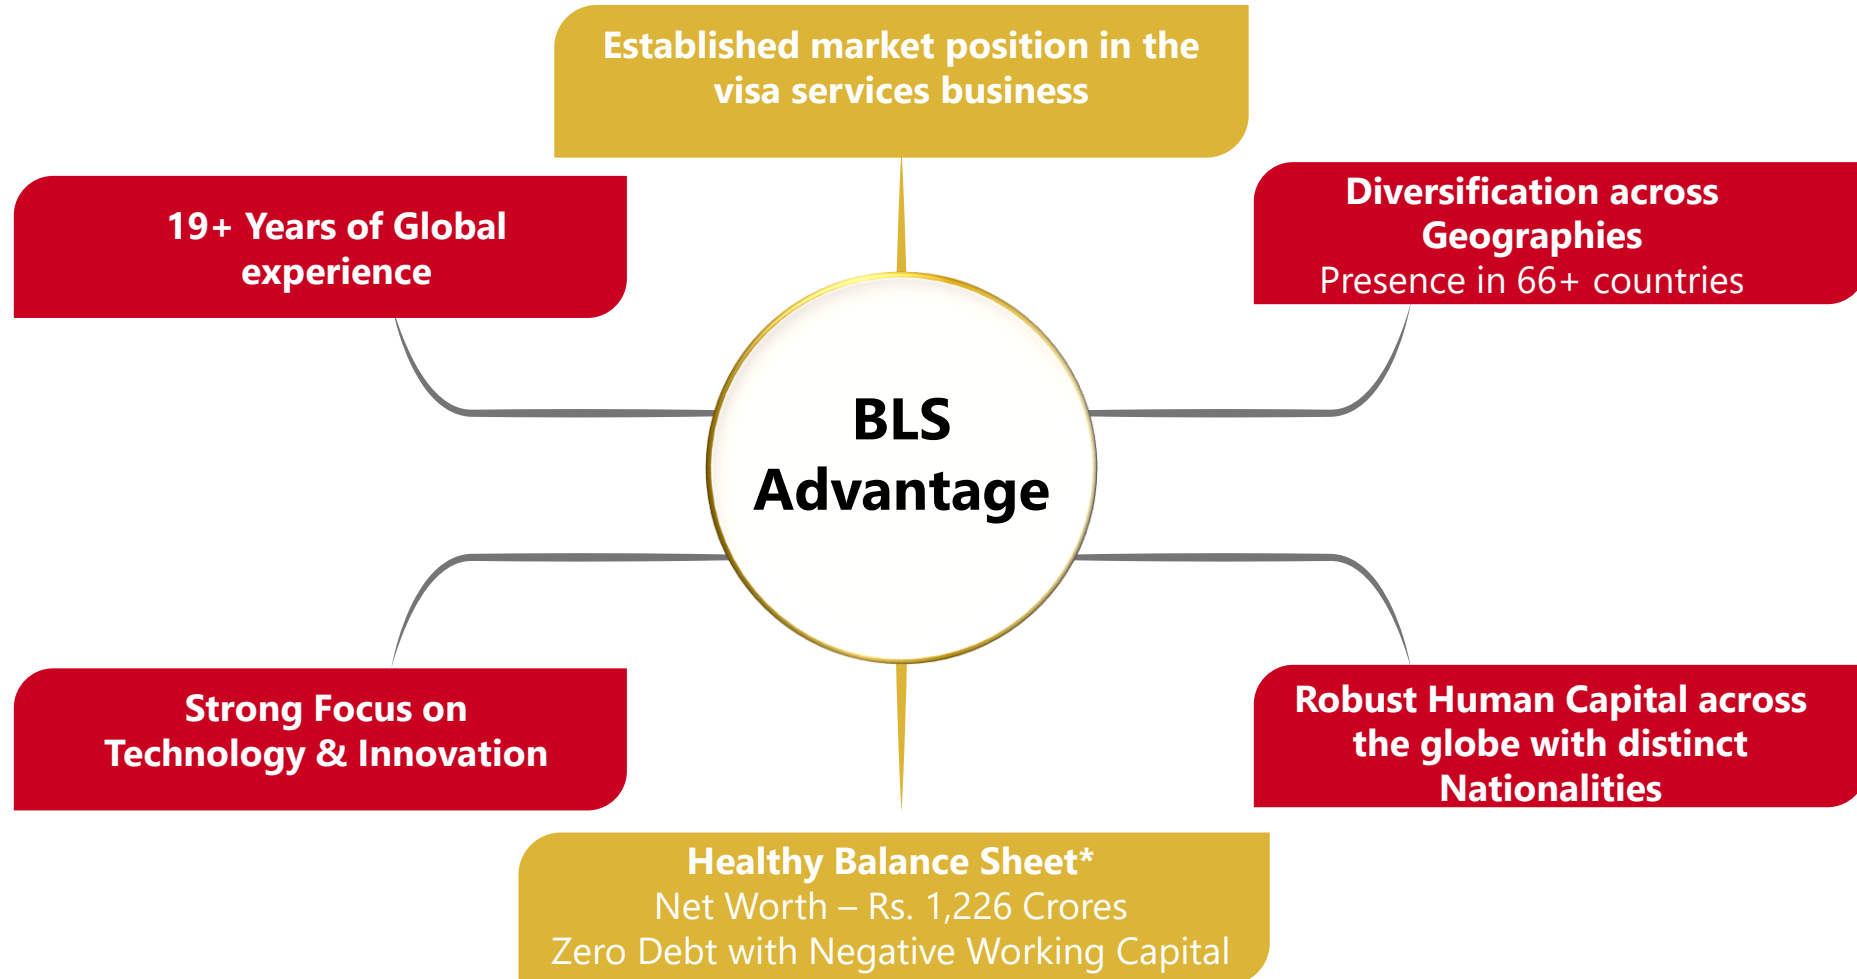 Established market position in the
visa services business
19+ Years of Global
experience
Diversification across
Geographies
Presence in 66+ countries
BLS
Advantage
Strong Focus on
Technology & Innovation
Robust Human Capital across
the globe with distinct
Nationalities
Healthy Balance Sheet*
Net Worth – Rs. 1,226 Crores
Zero Debt with Negative Working Capital